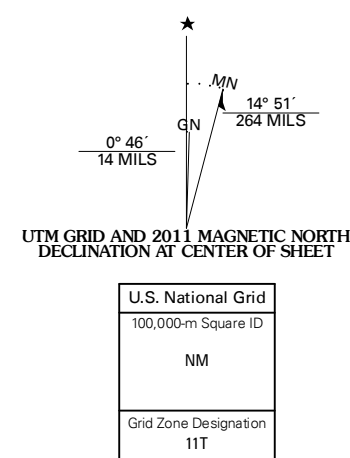 MN
14° 51´
264 MILS
GN
0° 46´
14 MILS
UTM GRID AND 2011 MAGNETIC NORTH
DECLINATION AT CENTER OF SHEET
U.S. National Grid
100,000-m Square ID
NM
Grid Zone Designation
11T